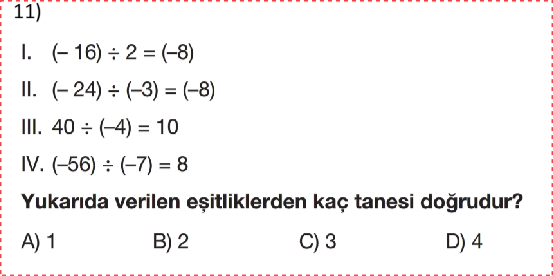 11)
I. (– 16) ÷ 2 = (–8)
II. (– 24) ÷ (–3) = (–8)
III. 40 ÷ (–4) = 10
IV. (–56) ÷ (–7) = 8
Yukarıda verilen eşitliklerden kaç tanesi doğrudur?
A) 1 B) 2 C) 3 D) 4